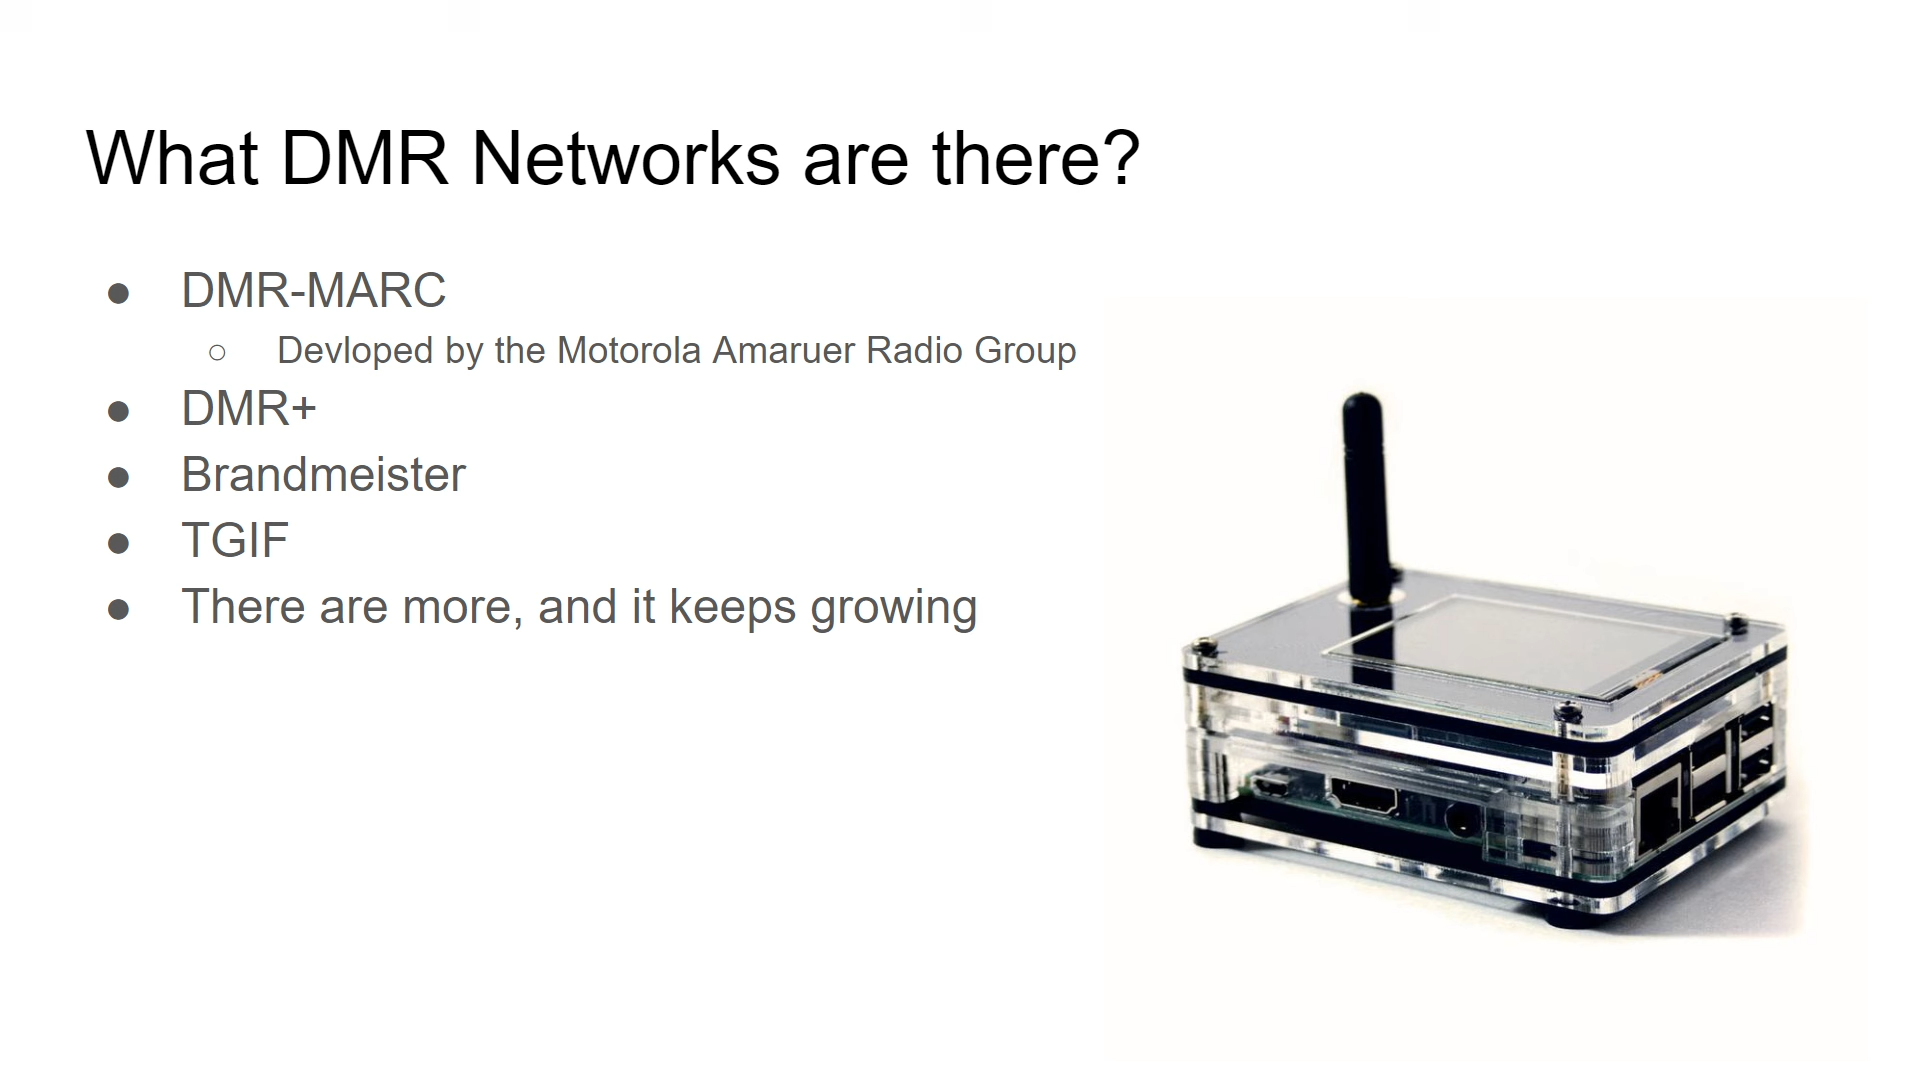 What DMR Networks are there?
● DMR-MARC
○ Devloped by the Motorola Amaruer Radio Group
● DMR+
● Brandmeister
● TGIF
● There are more, and it keeps growing